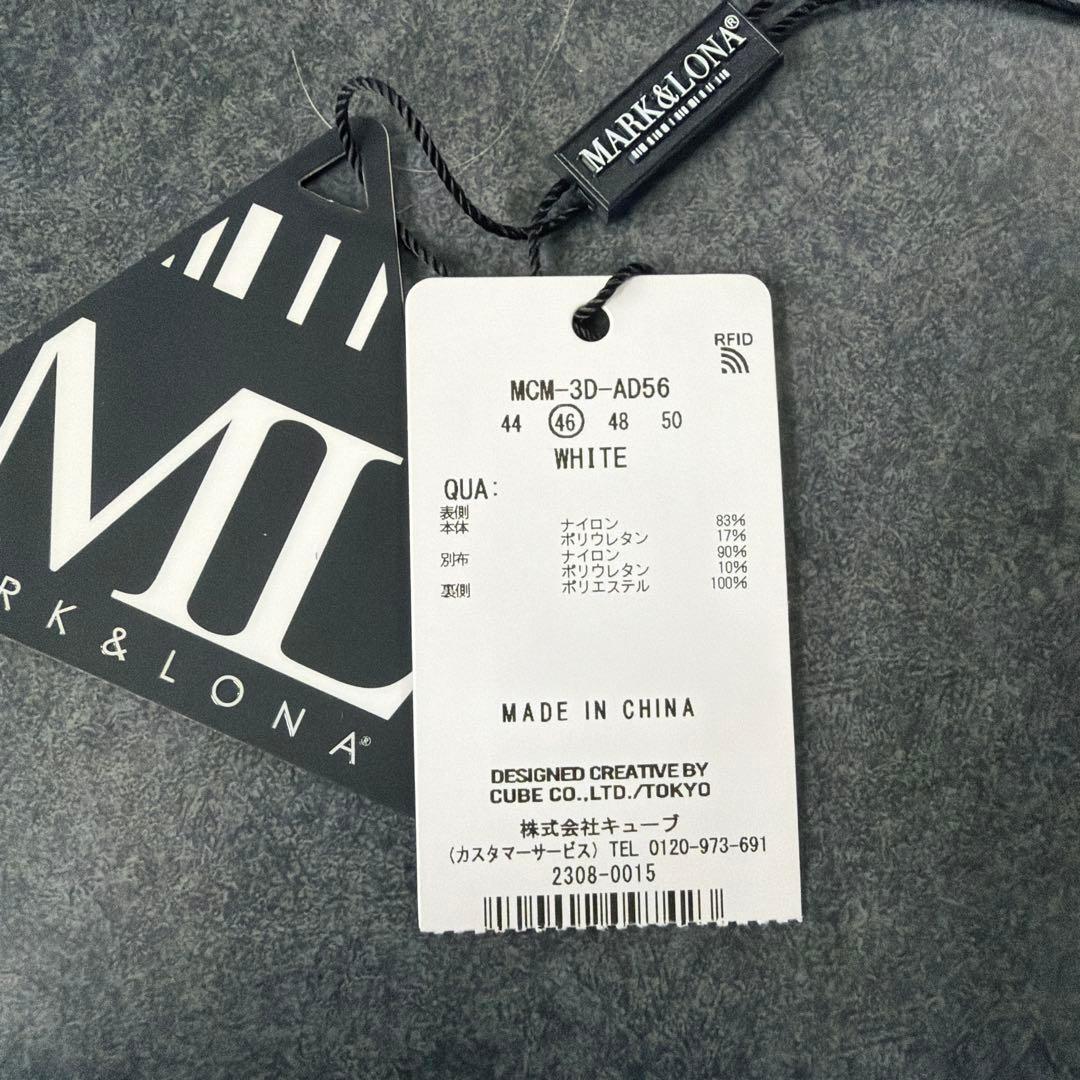 MARK&LONA®
ML
RK&LONA®
RFID
MCM-3D-AD56
44 46 48 50
WHITE
QUA:
表側
本体 ナイロン 83%
ポリウレタン 17%
別布 ナイロン 90%
ポリウレタン 10%
裏側 ポリエステル 100%
MADE IN CHINA
DESIGNED CREATIVE BY
CUBE CO.,LTD./TOKYO
株式会社キューブ
(カスタマーサービス) TEL 0120-973-691
2308-0015